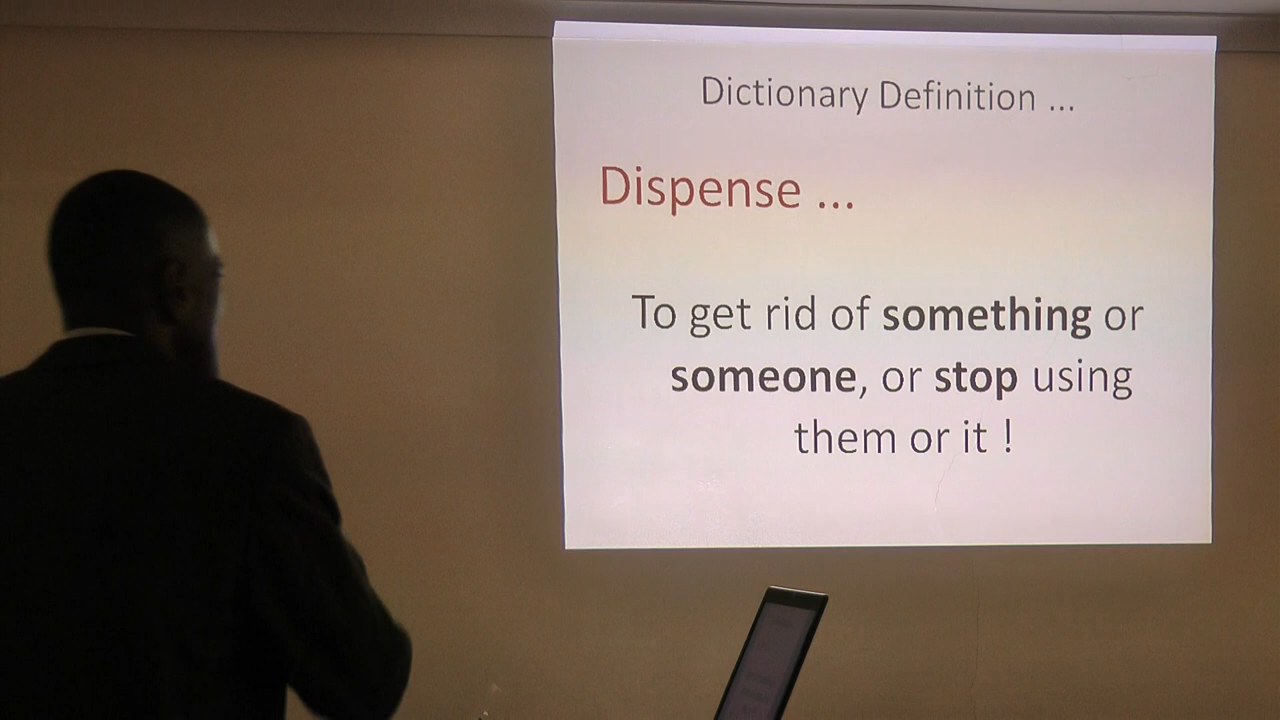 Dictionary Definition ...
Dispense ...
To get rid of something or
someone, or stop using
them or it !